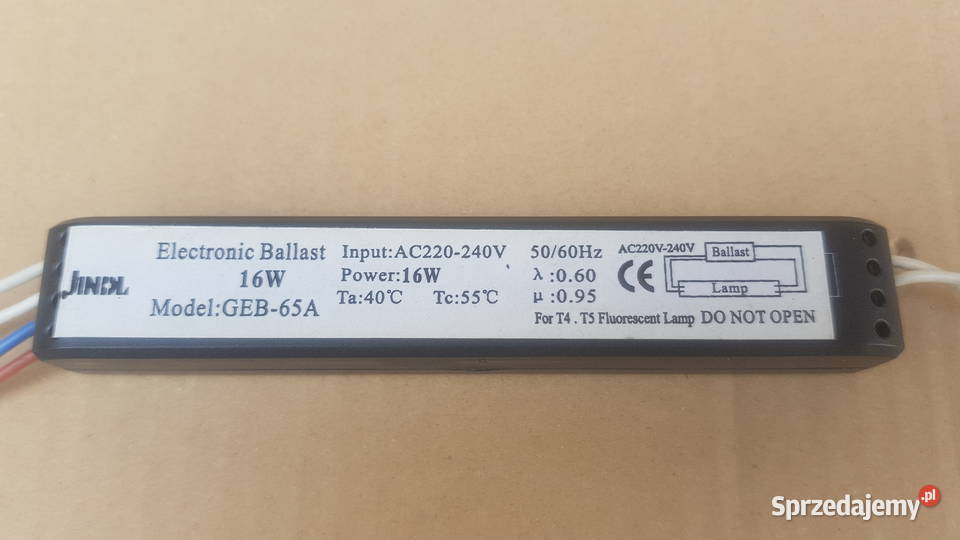 JINDL
Electronic Ballast
16W
Model:GEB-65A
Input:AC220-240V 50/60Hz
Power:16W λ:0.60
Ta:40℃ Tc:55℃ μ:0.95
For T4 . T5 Fluorescent Lamp DO NOT OPEN
AC220V-240V
CE
Ballast
Lamp
Sprzedajemy.pl